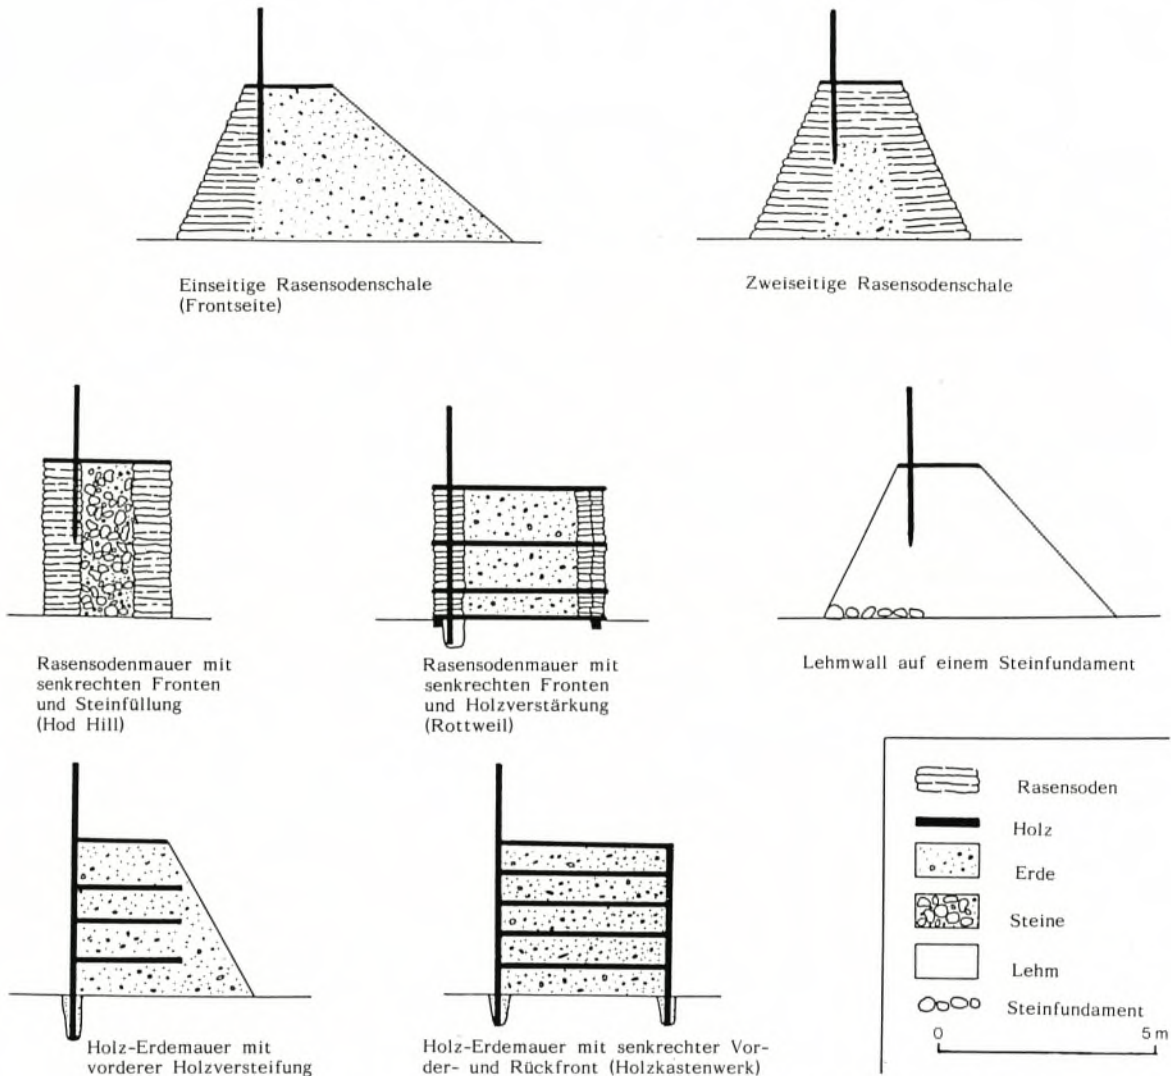 Einseitige Rasensodenschale
(Frontseite)
Zweiseitige Rasensodenschale
Rasensodenmauer mit
senkrechten Fronten
und Steinfüllung
(Hod Hill)
Rasensodenmauer mit
senkrechten Fronten
und Holzverstärkung
(Rottweil)
Lehmwall auf einem Steinfundament
Holz-Erdemauer mit
vorderer Holzversteifung
Holz-Erdemauer mit senkrechter Vor-
der- und Rückfront (Holzkastenwerk)
Rasensoden
Holz
Erde
Steine
Lehm
Steinfundament
0 5 m